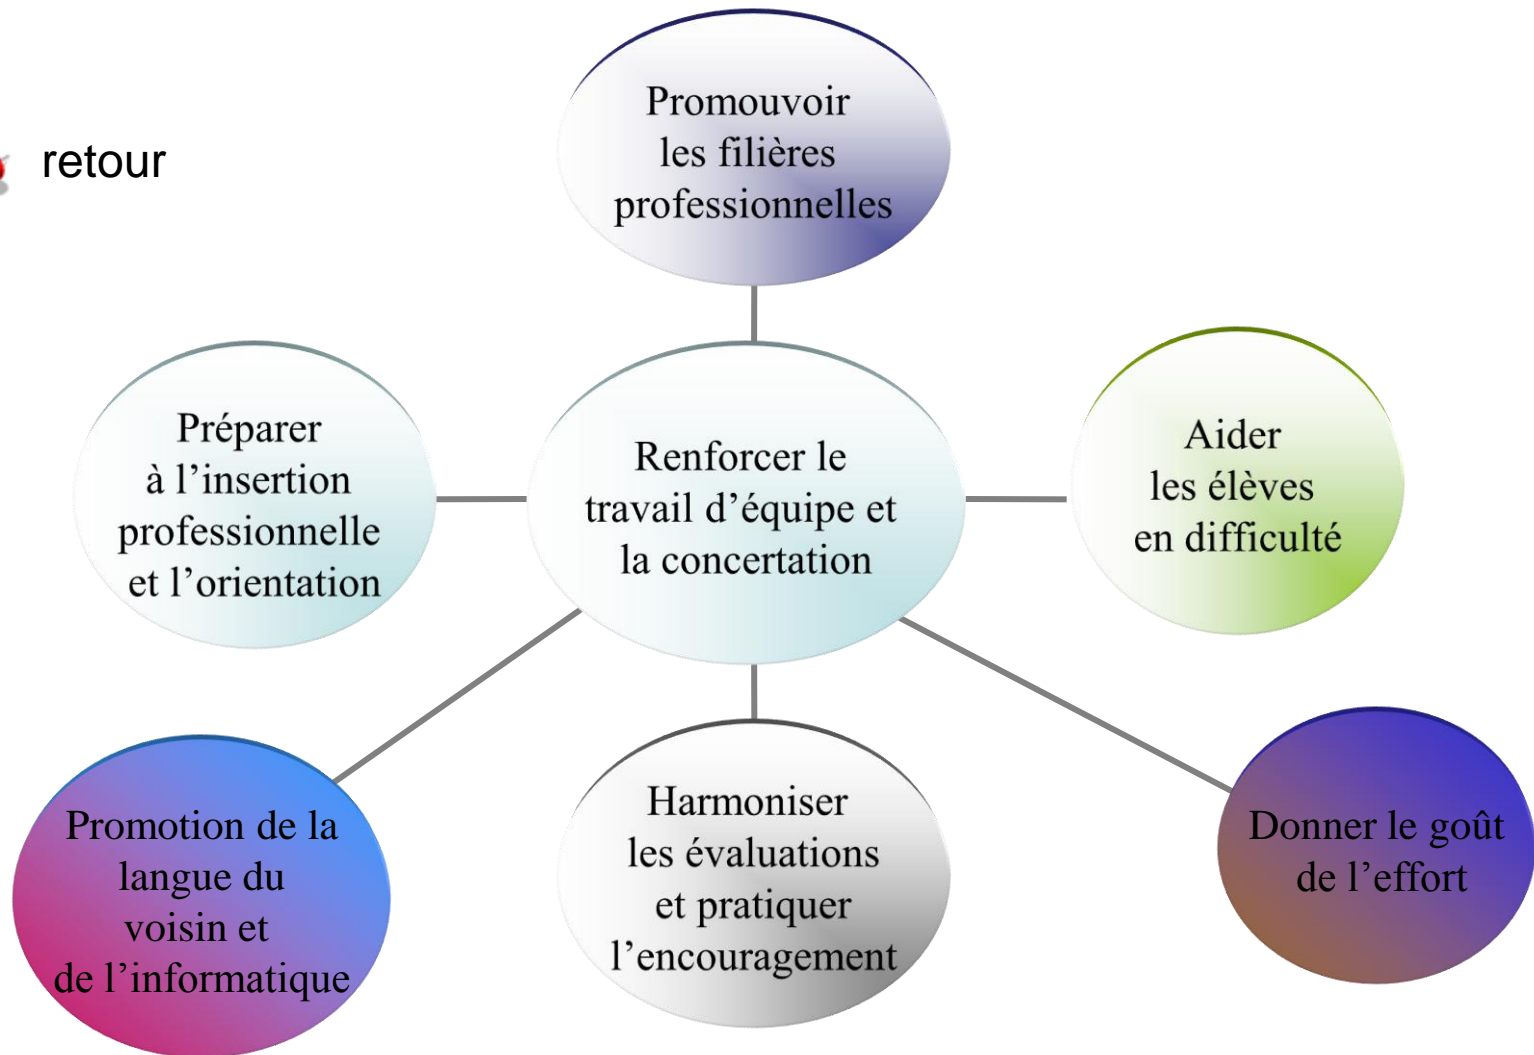 retour
Promouvoir
les filières
professionnelles
Préparer
à l’insertion
professionnelle
et l’orientation
Renforcer le
travail d’équipe et
la concertation
Aider
les élèves
en difficulté
Promotion de la
langue du
voisin et
de l’informatique
Harmoniser
les évaluations
et pratiquer
l’encouragement
Donner le goût
de l’effort